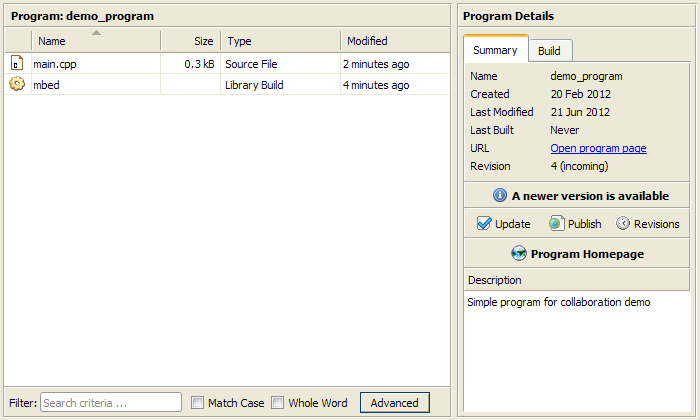 Program: demo_program
Name Size Type Modified
main.cpp 0.3 kB Source File 2 minutes ago
mbed Library Build 4 minutes ago
Filter: Search criteria ... Match Case Whole Word Advanced
Program Details
Summary Build
Name demo_program
Created 20 Feb 2012
Last Modified 21 Jun 2012
Last Built Never
URL Open program page
Revision 4 (incoming)
A newer version is available
Update Publish Revisions
Program Homepage
Description
Simple program for collaboration demo